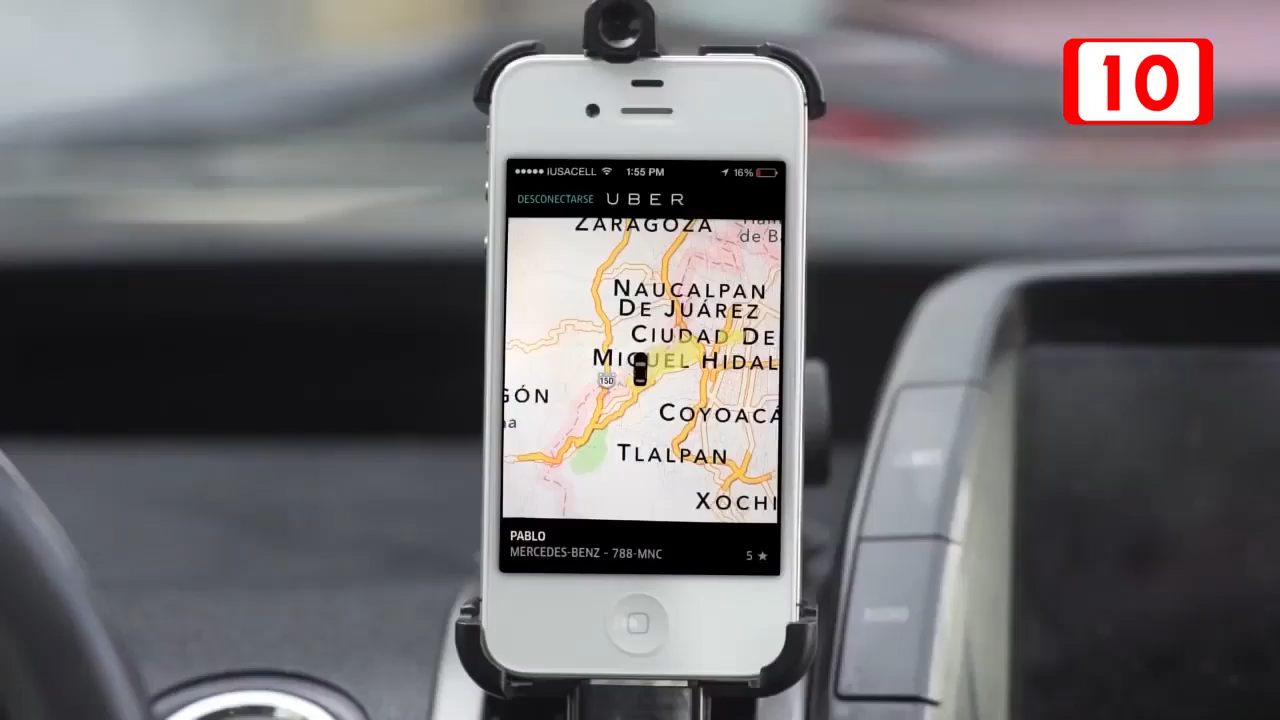 10
IUSACELL 1:55 PM 16%
DESCONECTARSE UBER
ZARAGOZA
de B
NAUCALPAN
DE JUÁREZ
CIUDAD DE
MIGUEL HIDAL
150
GÓN
COYOACÁ
TLALPAN
XOCHI
PABLO
MERCEDES-BENZ - 788-MNC
5 ★